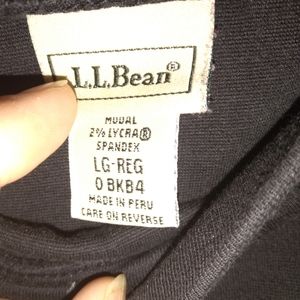 L.L.Bean®
MODAL
2% LYCRA®
SPANDEX
LG-REG
0 BKB4
MADE IN PERU
CARE ON REVERSE